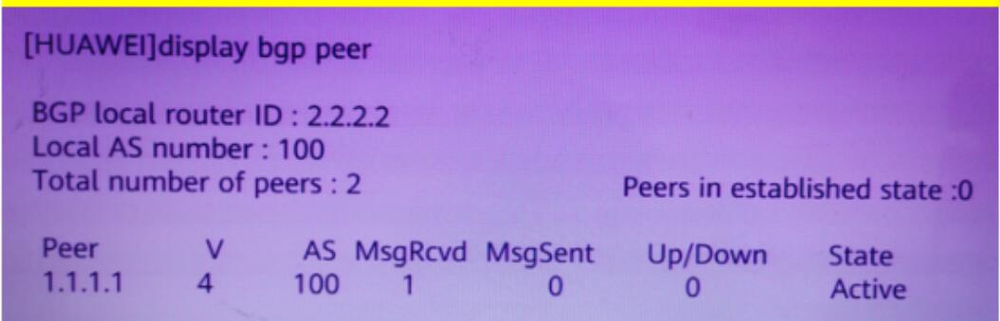 [HUAWEI]display bgp peer
BGP local router ID : 2.2.2.2
Local AS number : 100
Total number of peers : 2 Peers in established state :0
Peer V AS MsgRcvd MsgSent Up/Down State
1.1.1.1 4 100 1 0 0 Active